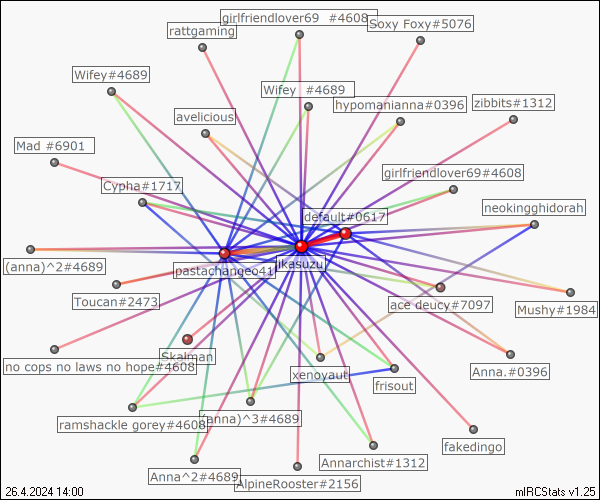 girlfriendlover69 #4608
Soxy Foxy#5076
rattgaming
Wifey#4689
Wifey #4689
hypomanianna#0396
zibbits#1312
avelicious
Mad #6901
girlfriendlover69#4608
Cypha#1717
default#0617
neokingghidorah
(anna)^2#4689
pastachangeo41
jikasuzu
Toucan#2473
ace deucy#7097
Mushy#1984
Skalman
no cops no laws no hope#4608
xenoyaut
frisout
Anna.#0396
ramshackle gorey#4608
(anna)^3#4689
fakedingo
Annarchist#1312
Anna^2#4689
AlpineRooster#2156
26.4.2024 14:00
mIRCStats v1.25